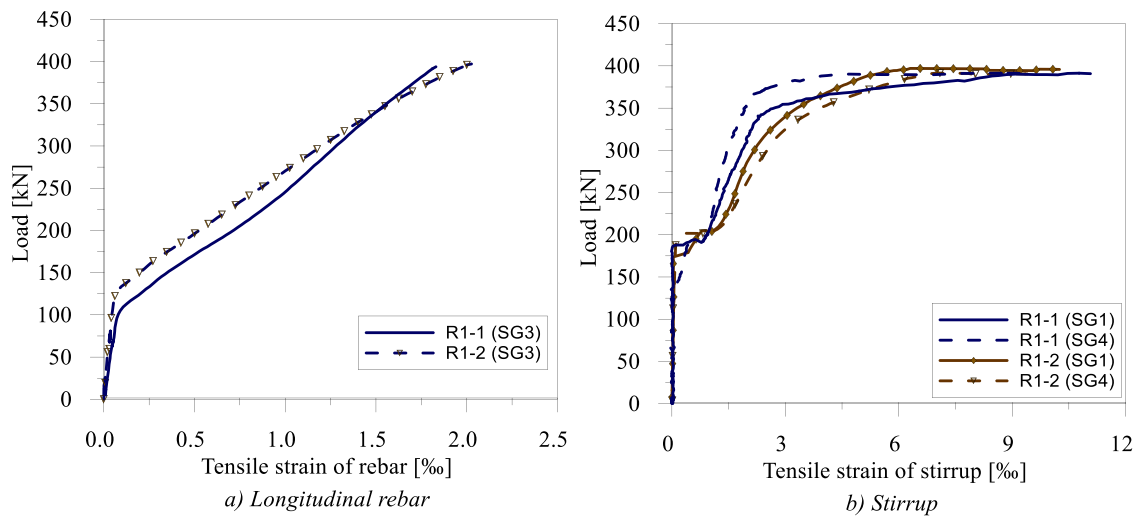 450
400
350
300
250
200
150
100
50
0
Load [kN]
R1-1 (SG3)
R1-2 (SG3)
0.0 0.5 1.0 1.5 2.0 2.5
Tensile strain of rebar [‰]
a) Longitudinal rebar
450
400
350
300
250
200
150
100
50
0
Load [kN]
R1-1 (SG1)
R1-1 (SG4)
R1-2 (SG1)
R1-2 (SG4)
0 3 6 9 12
Tensile strain of stirrup [‰]
b) Stirrup